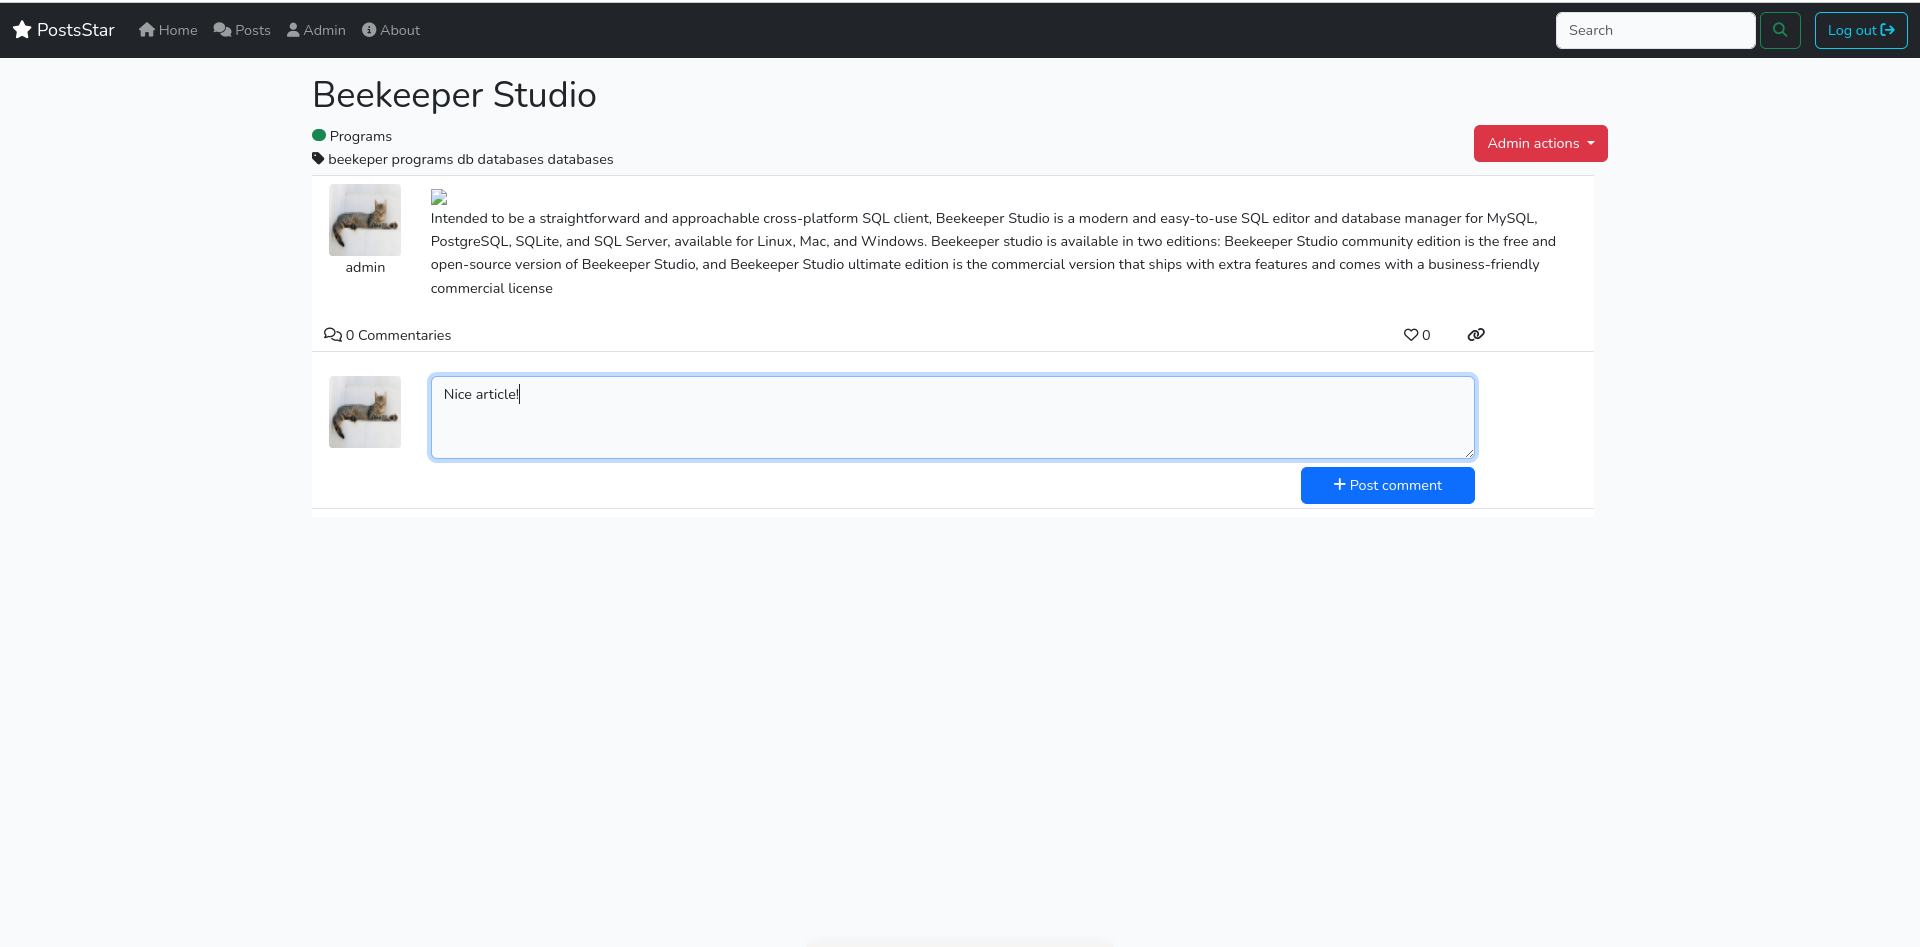 PostsStar Home Posts Admin About Search Log out
Beekeeper Studio
Programs
Admin actions
beekeper programs db databases databases
Intended to be a straightforward and approachable cross-platform SQL client, Beekeeper Studio is a modern and easy-to-use SQL editor and database manager for MySQL,
PostgreSQL, SQLite, and SQL Server, available for Linux, Mac, and Windows. Beekeeper studio is available in two editions: Beekeeper Studio community edition is the free and
open-source version of Beekeeper Studio, and Beekeeper Studio ultimate edition is the commercial version that ships with extra features and comes with a business-friendly
commercial license
admin
0 Commentaries 0
Nice article!
Post comment